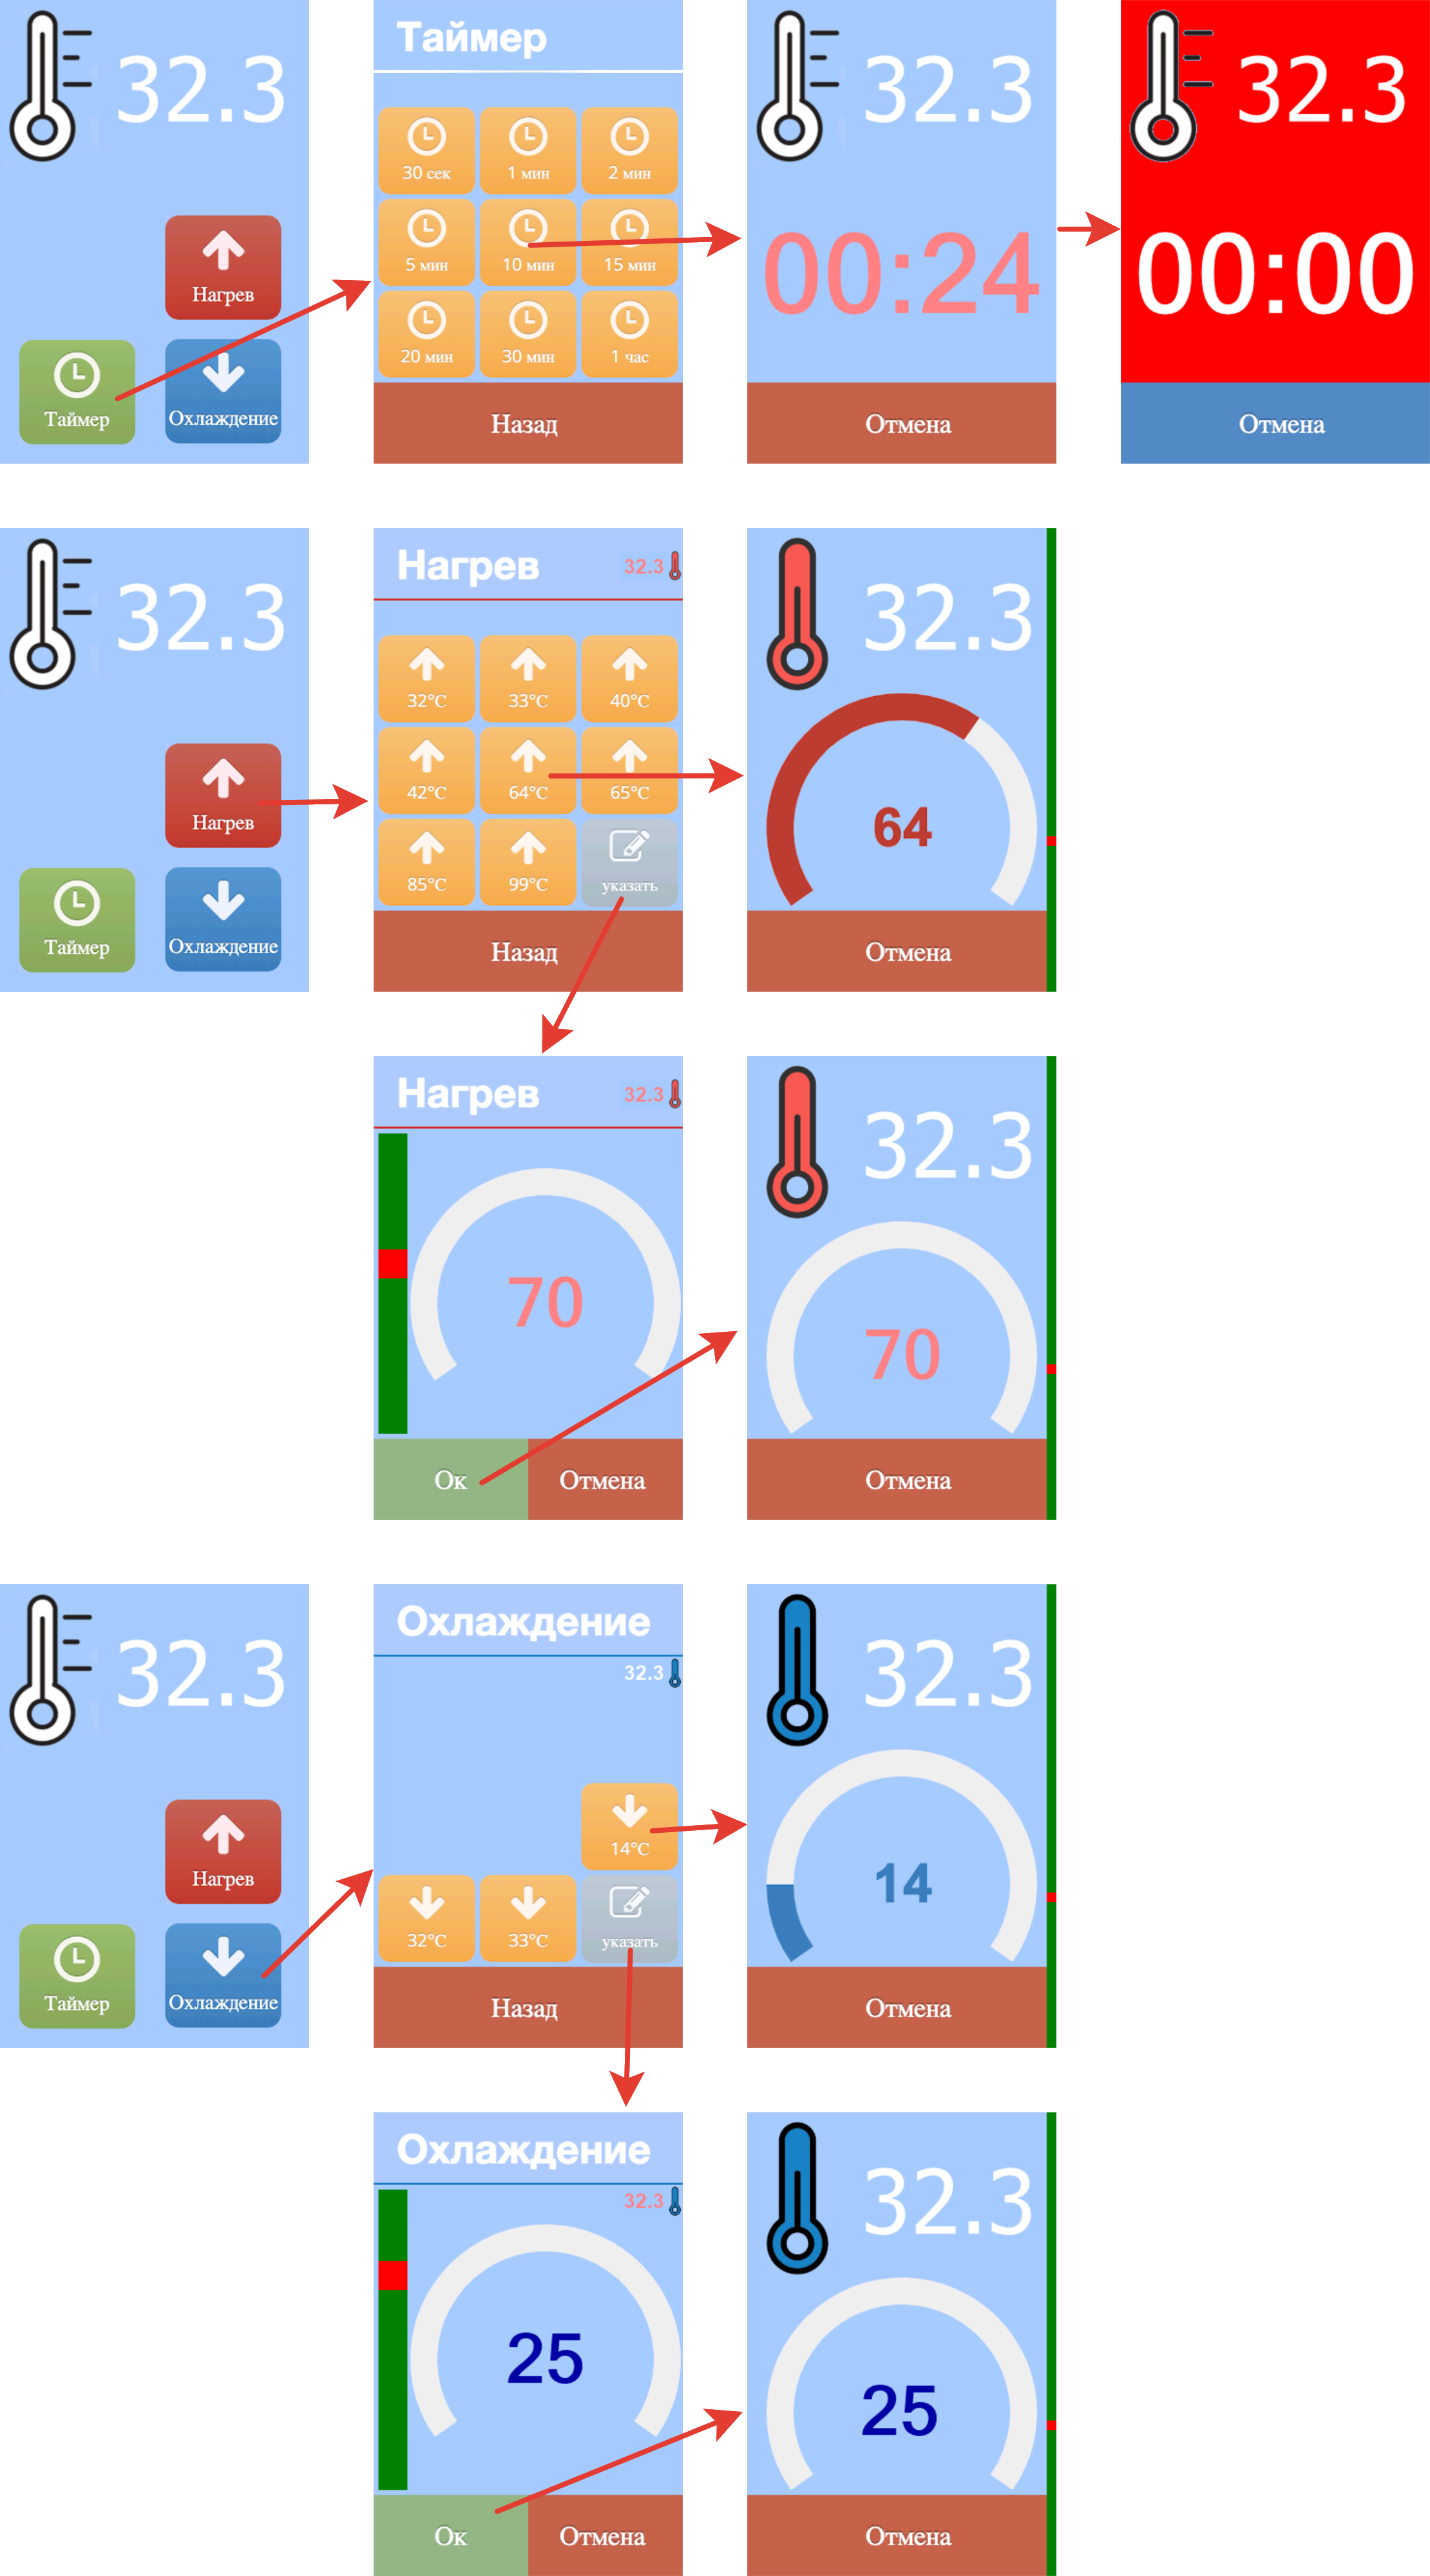 32.3
Нагрев
Таймер
Охлаждение
Таймер
30 сек
1 мин
2 мин
5 мин
10 мин
15 мин
20 мин
30 мин
1 час
Назад
32.3
00:24
Отмена
32.3
00:00
Отмена
32.3
Нагрев
Таймер
Охлаждение
Нагрев
32.3
32°C
33°C
40°C
42°C
64°C
65°C
85°C
99°C
указать
Назад
32.3
64
Отмена
Нагрев
32.3
70
Ок
Отмена
32.3
70
Отмена
32.3
Нагрев
Таймер
Охлаждение
Охлаждение
32.3
14°C
32°C
33°C
указать
Назад
32.3
14
Отмена
Охлаждение
32.3
25
Ок
Отмена
32.3
25
Отмена